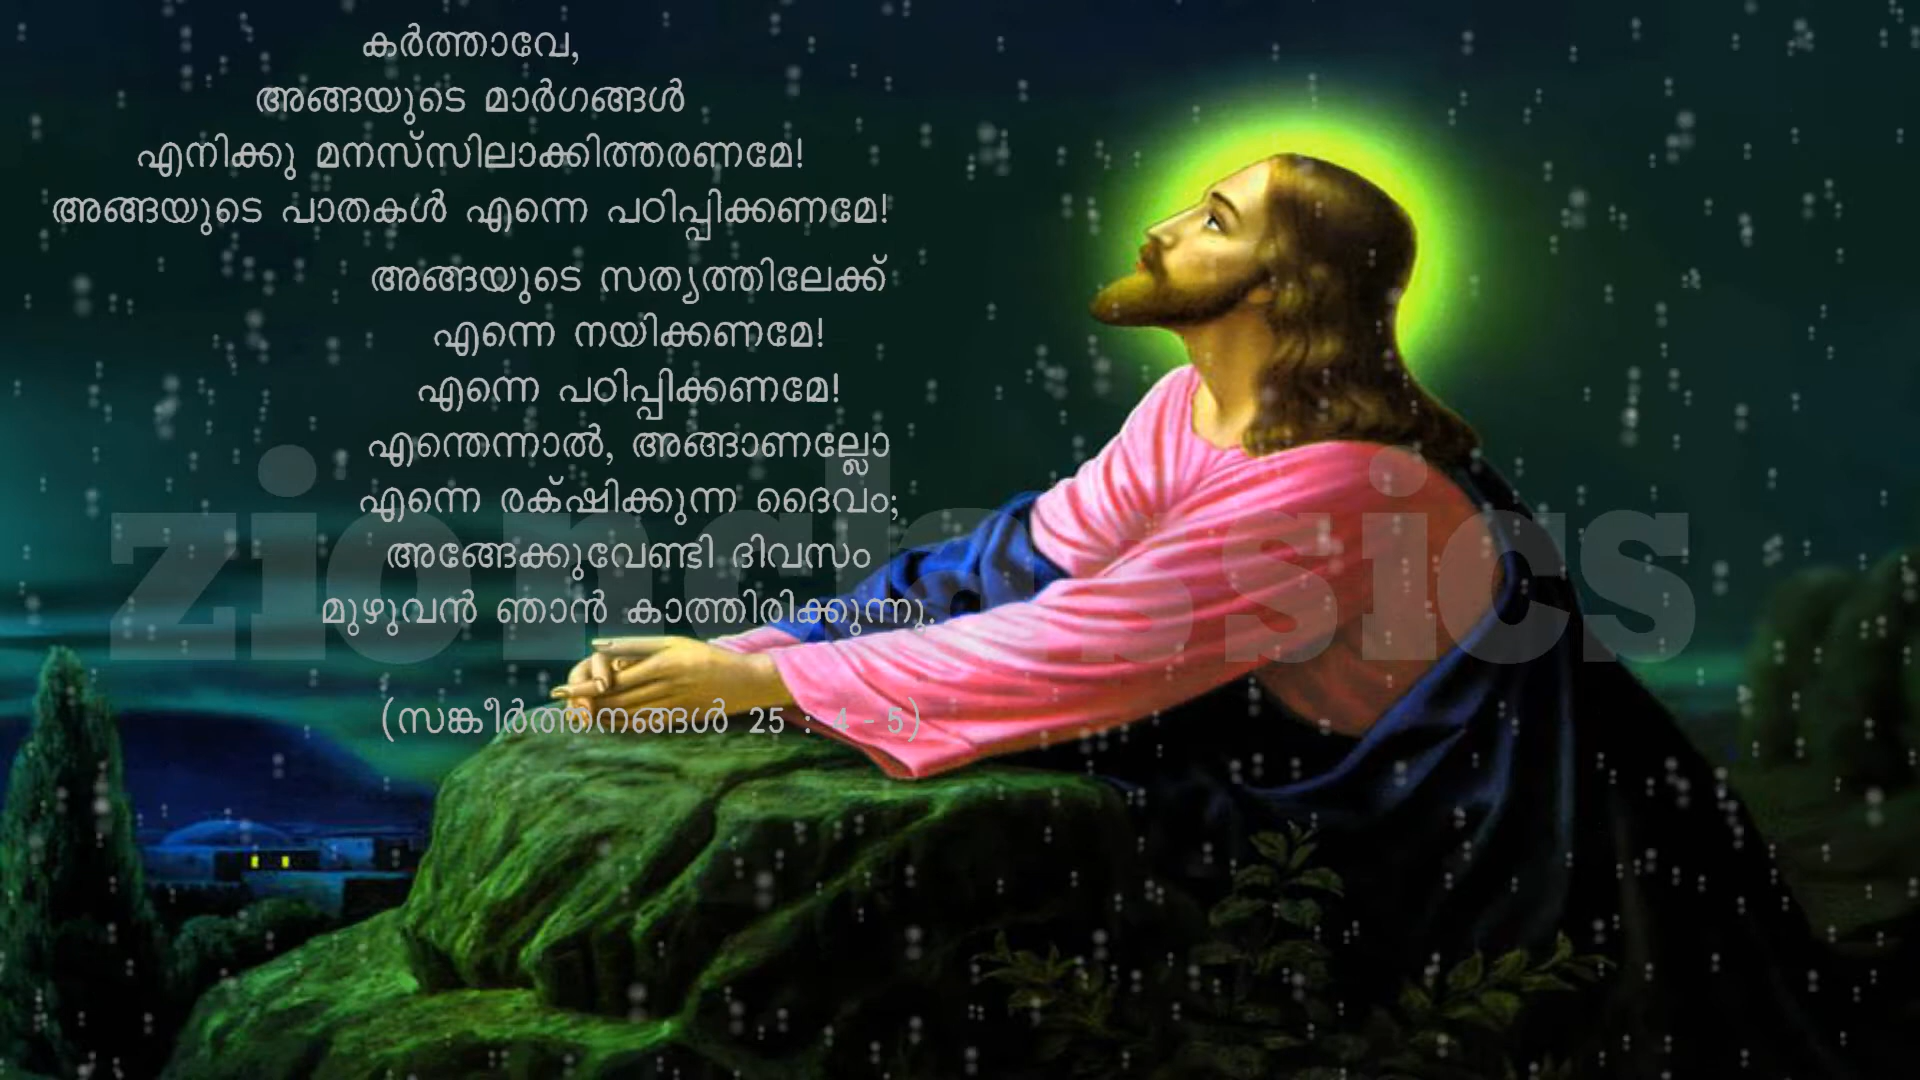 കർത്താവേ,
അങ്ങയുടെ മാർഗങ്ങൾ
എനിക്കു മനസ്സിലാക്കിത്തരണമേ!
അങ്ങയുടെ പാതകൾ എന്നെ പഠിപ്പിക്കണമേ!
അങ്ങയുടെ സത്യത്തിലേക്ക്
എന്നെ നയിക്കണമേ!
എന്നെ പഠിപ്പിക്കണമേ!
എന്തെന്നാൽ, അങ്ങാണല്ലോ
എന്നെ രക്ഷിക്കുന്ന ദൈവം;
അങ്ങേക്കുവേണ്ടി ദിവസം
മുഴുവൻ ഞാൻ കാത്തിരിക്കുന്നു.
(സങ്കീർത്തനങ്ങൾ 25 : 4 - 5)
zionclassics